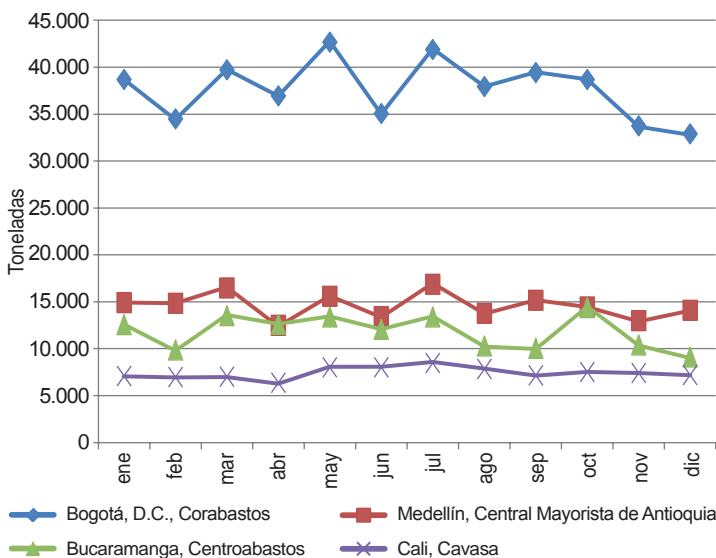 45.000
40.000
35.000
30.000
25.000
20.000
15.000
10.000
5.000
0
Toneladas
ene feb mar abr may jun jul ago sep oct nov dic
Bogotá, D.C., Corabastos Medellín, Central Mayorista de Antioquia
Bucaramanga, Centroabastos Cali, Cavasa